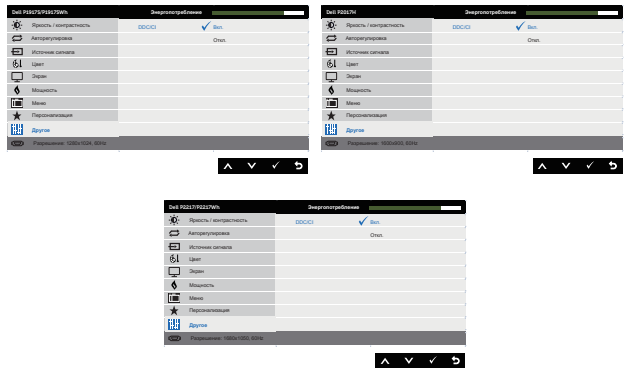 Dell P1917S/P1917SWh Энергопотребление
Яркость / контрастность DDC/CI Вкл.
Авторегулировка Откл.
Источник сигнала
Цвет
Экран
Мощность
Меню
Персонализация
Другое
Разрешение: 1280x1024, 60Hz
Dell P2017H Энергопотребление
Яркость / контрастность DDC/CI Вкл.
Авторегулировка Откл.
Источник сигнала
Цвет
Экран
Мощность
Меню
Персонализация
Другое
Разрешение: 1600x900, 60Hz
Dell P2217/P2217Wh Энергопотребление
Яркость / контрастность DDC/CI Вкл.
Авторегулировка Откл.
Источник сигнала
Цвет
Экран
Мощность
Меню
Персонализация
Другое
Разрешение: 1680x1050, 60Hz